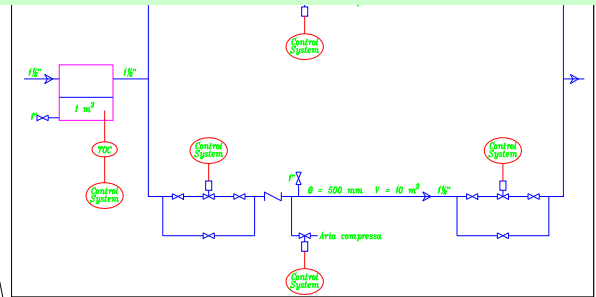 Control
System
1½"
1½"
1 m³
1"
TOC
Control
System
Control
System
Control
System
1"
Θ = 500 mm V = 10 m³
1½"
Aria compressa
Control
System